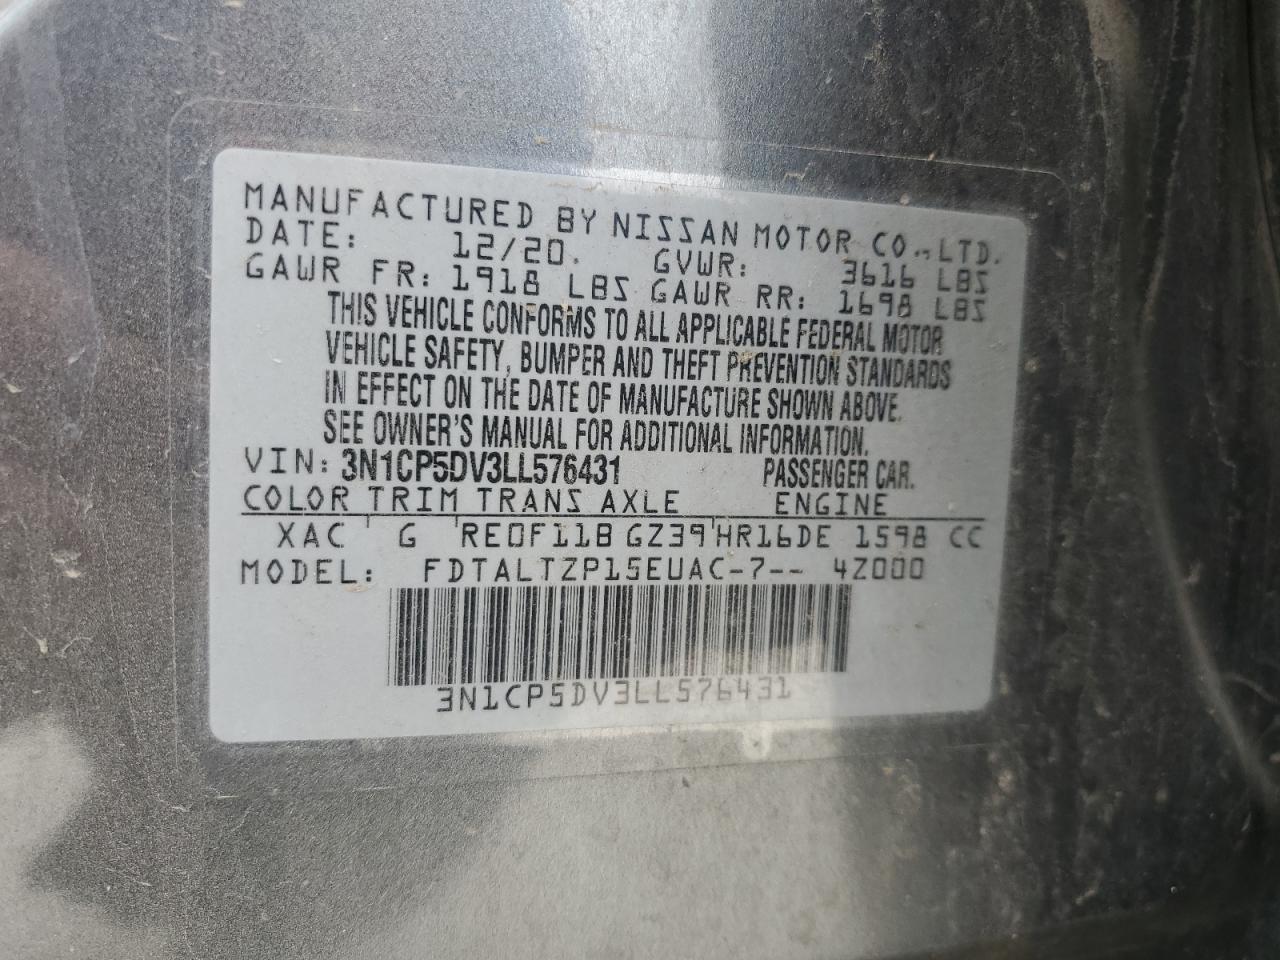 MANUFACTURED BY NISSAN MOTOR CO., LTD.
DATE: 12/20. GVWR: 3616 LBS
GAWR FR: 1918 LBS GAWR RR: 1698 LBS
THIS VEHICLE CONFORMS TO ALL APPLICABLE FEDERAL MOTOR
VEHICLE SAFETY, BUMPER AND THEFT PREVENTION STANDARDS
IN EFFECT ON THE DATE OF MANUFACTURE SHOWN ABOVE.
SEE OWNER'S MANUAL FOR ADDITIONAL INFORMATION.
VIN: 3N1CP5DV3LL576431 PASSENGER CAR.
COLOR TRIM TRANS AXLE ENGINE
XAC G RE0F11B GZ39 HR16DE 1598 CC
MODEL: FDTALTZP15EUAC-7-- 4Z000
3N1CP5DV3LL576431